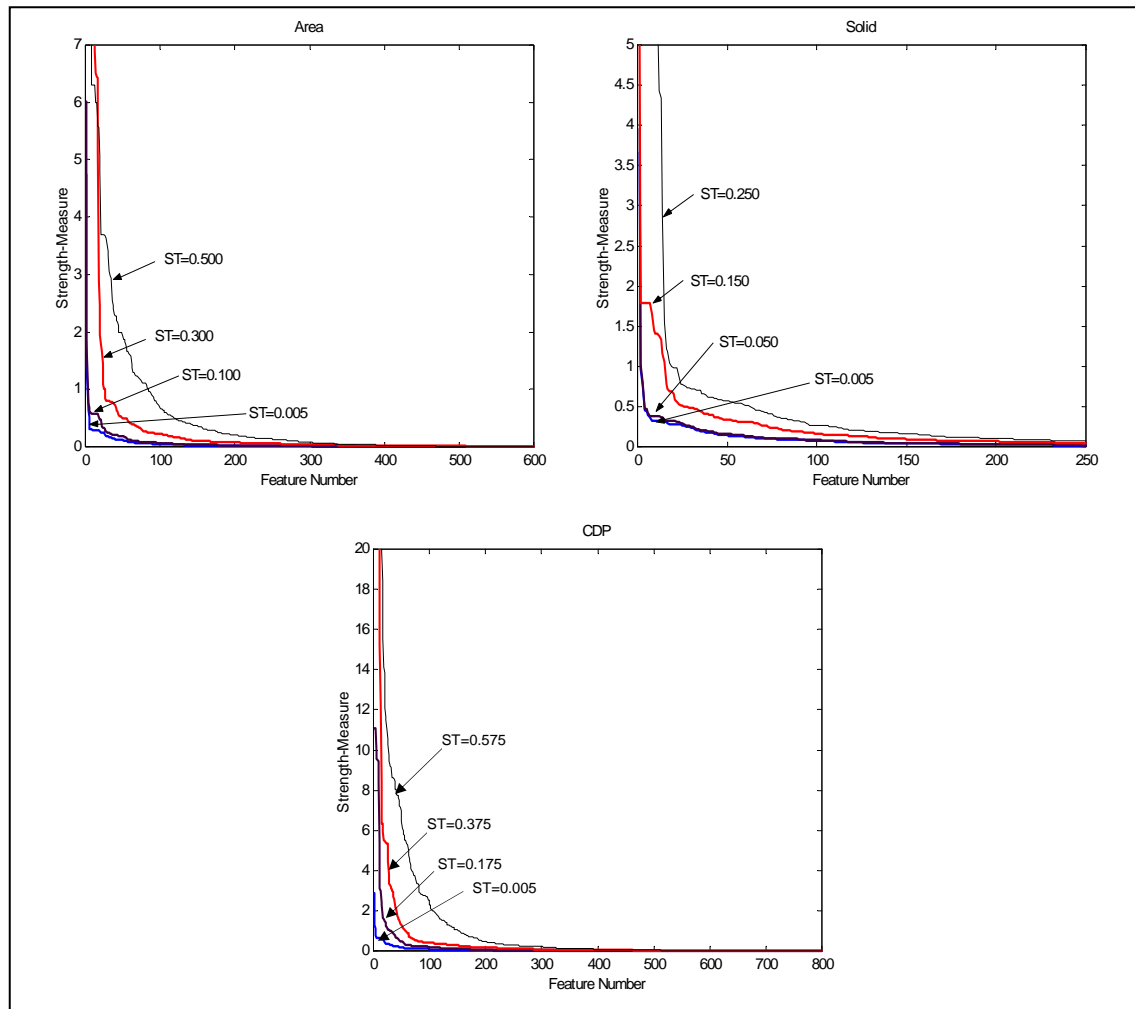 Area
7
6
5
4
3
2
1
0
Strength-Measure
ST=0.500
ST=0.300
ST=0.100
ST=0.005
0 100 200 300 400 500 600
Feature Number
Solid
5
4.5
4
3.5
3
2.5
2
1.5
1
0.5
0
Strength-Measure
ST=0.250
ST=0.150
ST=0.050
ST=0.005
0 50 100 150 200 250
Feature Number
CDP
20
18
16
14
12
10
8
6
4
2
0
Strength-Measure
ST=0.575
ST=0.375
ST=0.175
ST=0.005
0 100 200 300 400 500 600 700 800
Feature Number